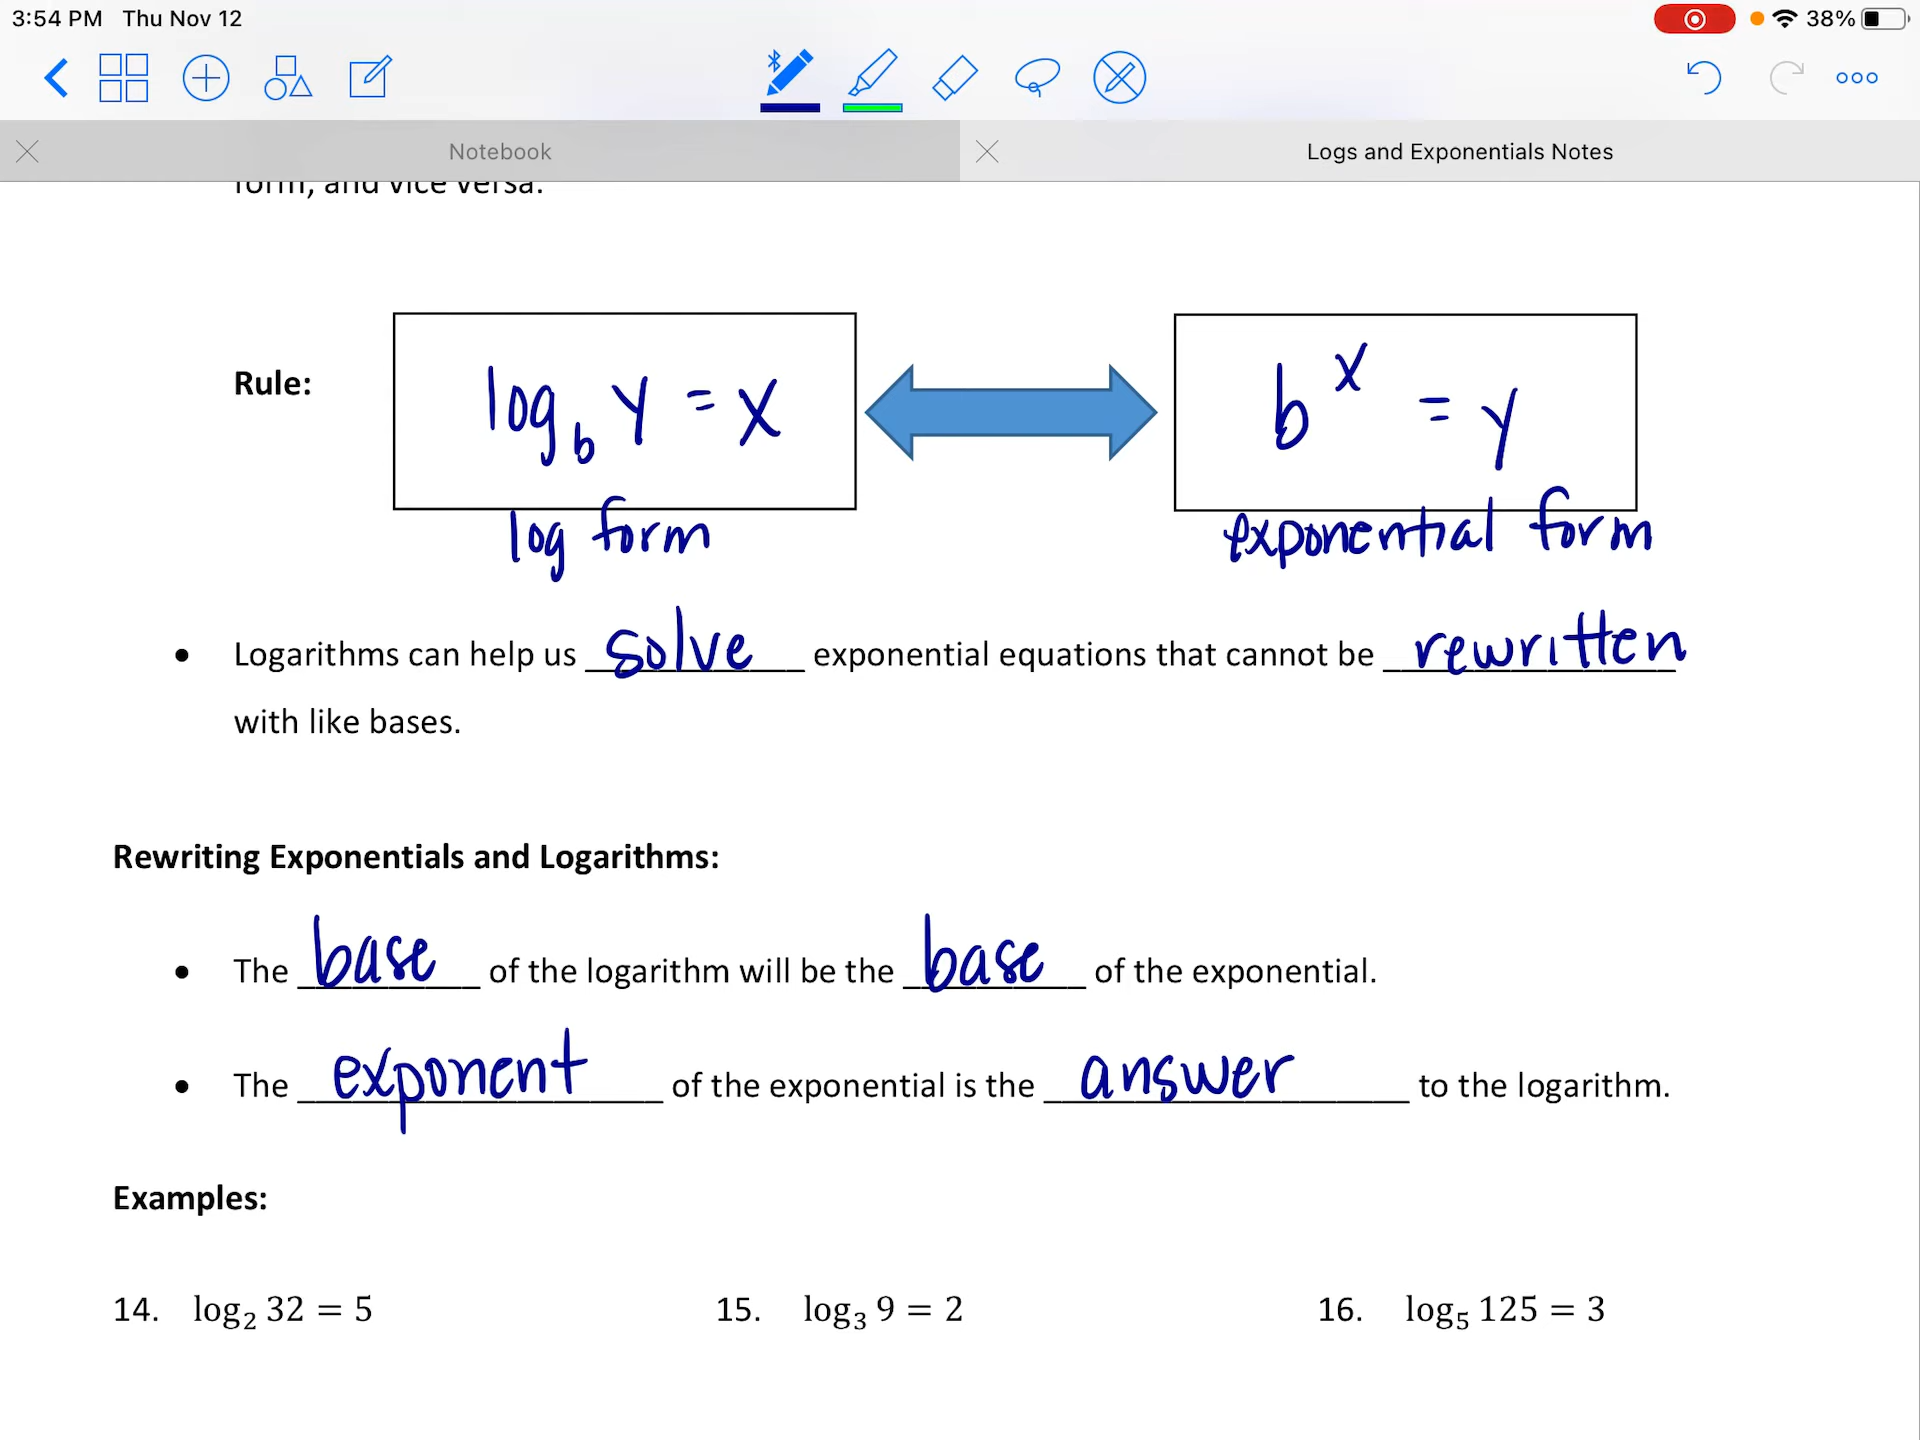 3:54 PM Thu Nov 12 38%
Notebook Logs and Exponentials Notes
form, and vice versa.
Rule: log_b y = x b^x = y
log form exponential form
• Logarithms can help us solve exponential equations that cannot be rewritten
with like bases.
Rewriting Exponentials and Logarithms:
• The base of the logarithm will be the base of the exponential.
• The exponent of the exponential is the answer to the logarithm.
Examples:
14. log₂ 32 = 5 15. log₃ 9 = 2 16. log₅ 125 = 3